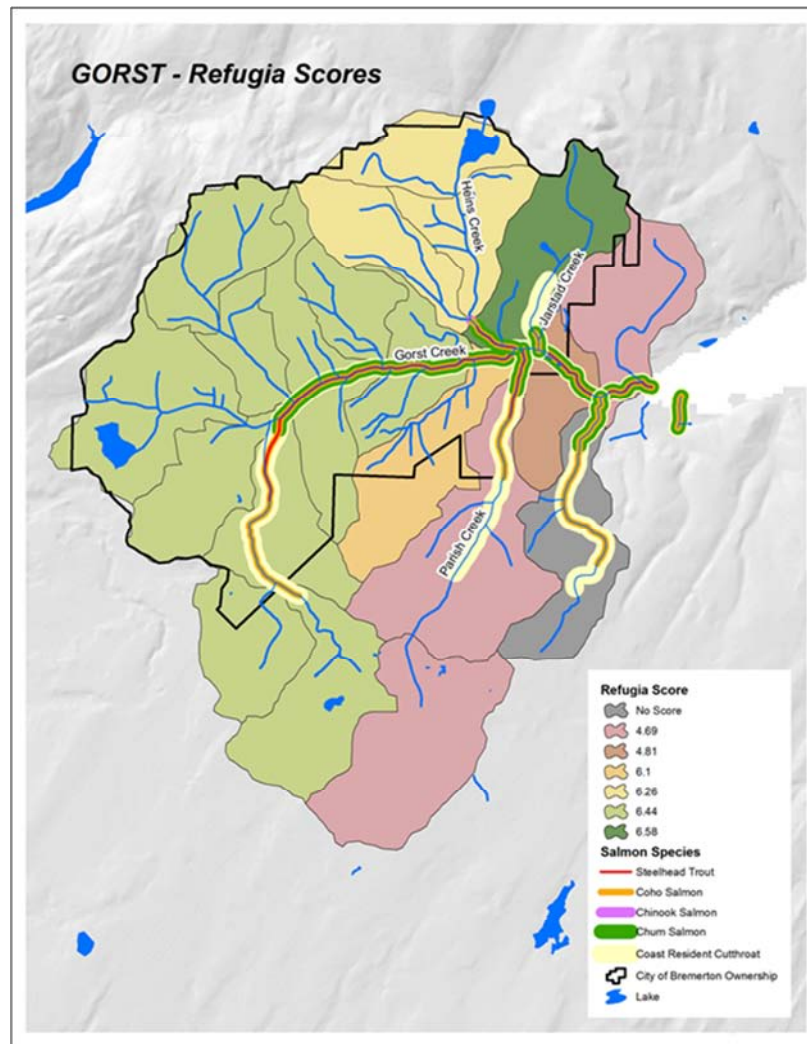 GORST - Refugia Scores
Heins Creek
Jarstad Creek
Gorst Creek
Parish Creek
Refugia Score
No Score
4.69
4.81
6.1
6.26
6.44
6.58
Salmon Species
Steelhead Trout
Coho Salmon
Chinook Salmon
Chum Salmon
Coast Resident Cutthroat
City of Bremerton Ownership
Lake